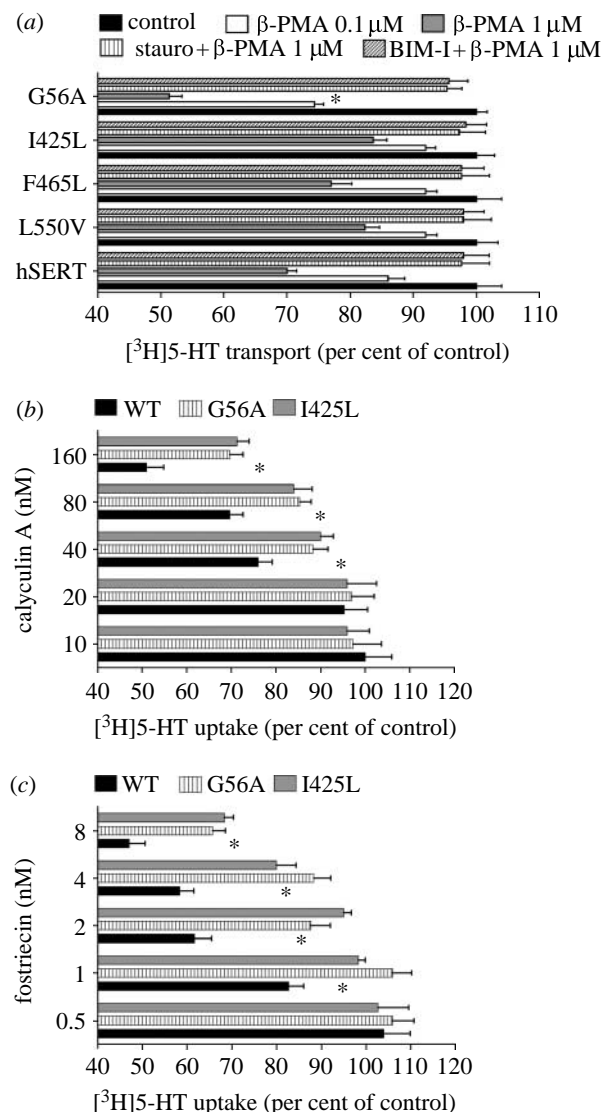 (a)
control β-PMA 0.1 μM β-PMA 1 μM
stauro+β-PMA 1 μM BIM-I+β-PMA 1 μM
G56A
*
I425L
F465L
L550V
hSERT
40 50 60 70 80 90 100 110
[³H]5-HT transport (per cent of control)
(b)
WT G56A I425L
calyculin A (nM)
160
*
80
*
40
*
20
10
40 50 60 70 80 90 100 110 120
[³H]5-HT uptake (per cent of control)
(c)
WT G56A I425L
fostriecin (nM)
8
*
4
*
2
*
1
*
0.5
40 50 60 70 80 90 100 110 120
[³H]5-HT uptake (per cent of control)